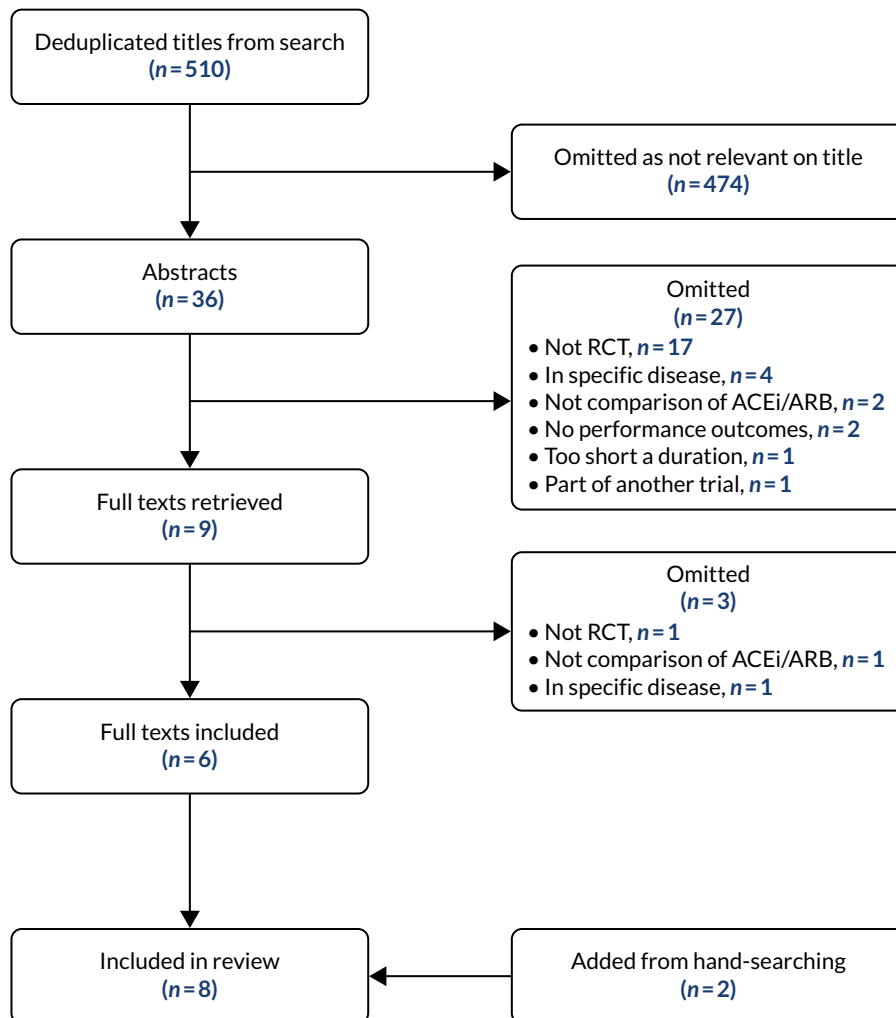 Deduplicated titles from search
(n=510)
Omitted as not relevant on title
(n=474)
Abstracts
(n=36)
Omitted
(n=27)
• Not RCT, n=17
• In specific disease, n=4
• Not comparison of ACEi/ARB, n=2
• No performance outcomes, n=2
• Too short a duration, n=1
• Part of another trial, n=1
Full texts retrieved
(n=9)
Omitted
(n=3)
• Not RCT, n=1
• Not comparison of ACEi/ARB, n=1
• In specific disease, n=1
Full texts included
(n=6)
Included in review
(n=8)
Added from hand-searching
(n=2)